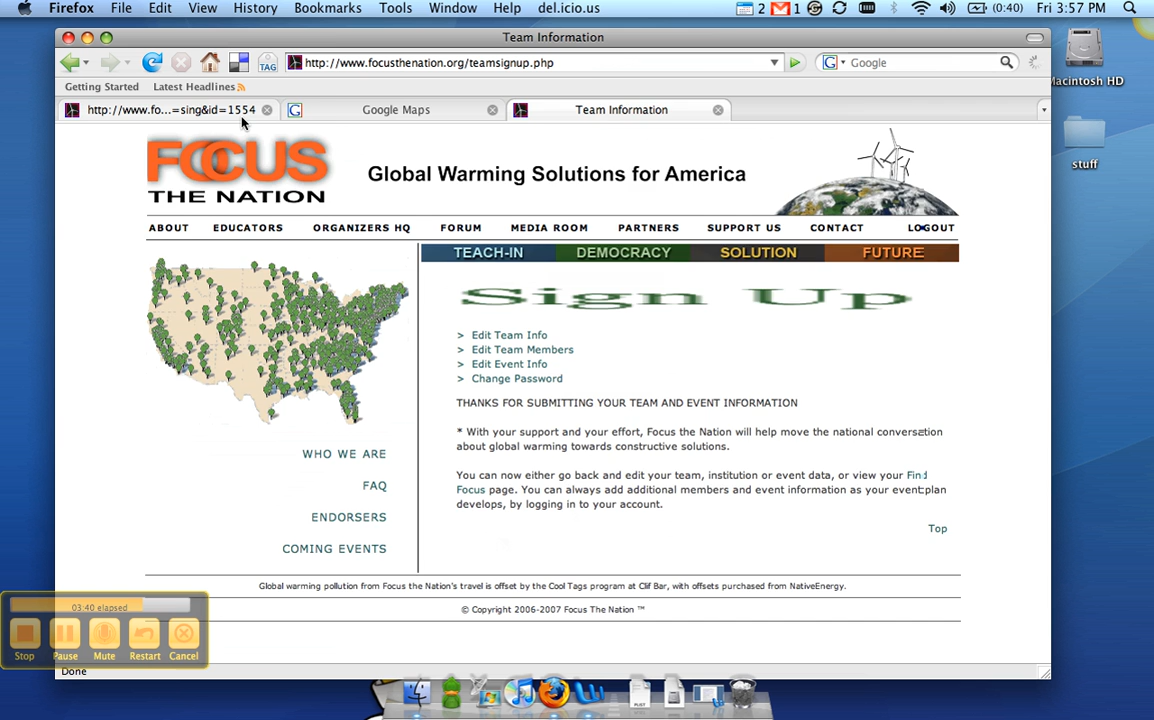 Firefox File Edit View History Bookmarks Tools Window Help del.icio.us 2 1 (0:40) Fri 3:57 PM
Team Information
TAG http://www.focusthenation.org/teamsignup.php Google
Getting Started Latest Headlines
http://www.fo...=sing&id=1554 Google Maps Team Information
Macintosh HD
stuff
FOCUS
THE NATION
Global Warming Solutions for America
ABOUT EDUCATORS ORGANIZERS HQ FORUM MEDIA ROOM PARTNERS SUPPORT US CONTACT LOGOUT
TEACH-IN DEMOCRACY SOLUTION FUTURE
Sign Up
> Edit Team Info
> Edit Team Members
> Edit Event Info
> Change Password
THANKS FOR SUBMITTING YOUR TEAM AND EVENT INFORMATION
* With your support and your effort, Focus the Nation will help move the national conversation
about global warming towards constructive solutions.
You can now either go back and edit your team, institution or event data, or view your Find
Focus page. You can always add additional members and event information as your event plan
develops, by logging in to your account.
Top
WHO WE ARE
FAQ
ENDORSERS
COMING EVENTS
Global warming pollution from Focus the Nation's travel is offset by the Cool Tags program at Clif Bar, with offsets purchased from NativeEnergy.
© Copyright 2006-2007 Focus The Nation ™
03:40 elapsed
Stop Pause Mute Restart Cancel
Done